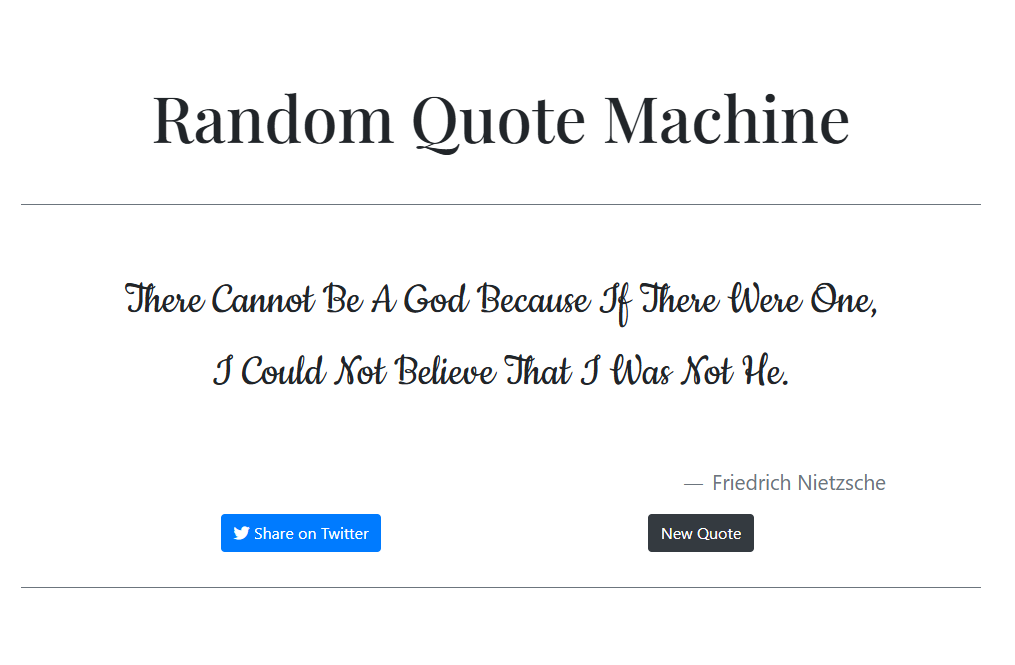 Random Quote Machine
There Cannot Be A God Because If There Were One,
I Could Not Believe That I Was Not He.
— Friedrich Nietzsche
Share on Twitter
New Quote